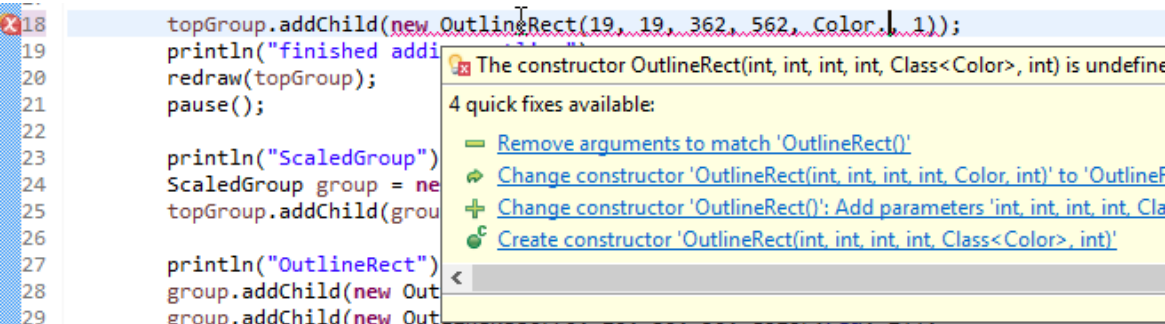 18 topGroup.addChild(new OutlineRect(19, 19, 362, 562, Color., 1));
19 println("finished addi
The constructor OutlineRect(int, int, int, int, Class<Color>, int) is undefine
20 redraw(topGroup);
21 pause();
4 quick fixes available:
22
Remove arguments to match 'OutlineRect()'
23 println("ScaledGroup")
Change constructor 'OutlineRect(int, int, int, int, Color, int)' to 'OutlineR
24 ScaledGroup group = ne
25 topGroup.addChild(grou
Change constructor 'OutlineRect()': Add parameters 'int, int, int, int, Cla
26
Create constructor 'OutlineRect(int, int, int, int, Class<Color>, int)'
27 println("OutlineRect")
28 group.addChild(new Out
29 group.addChild(new Out